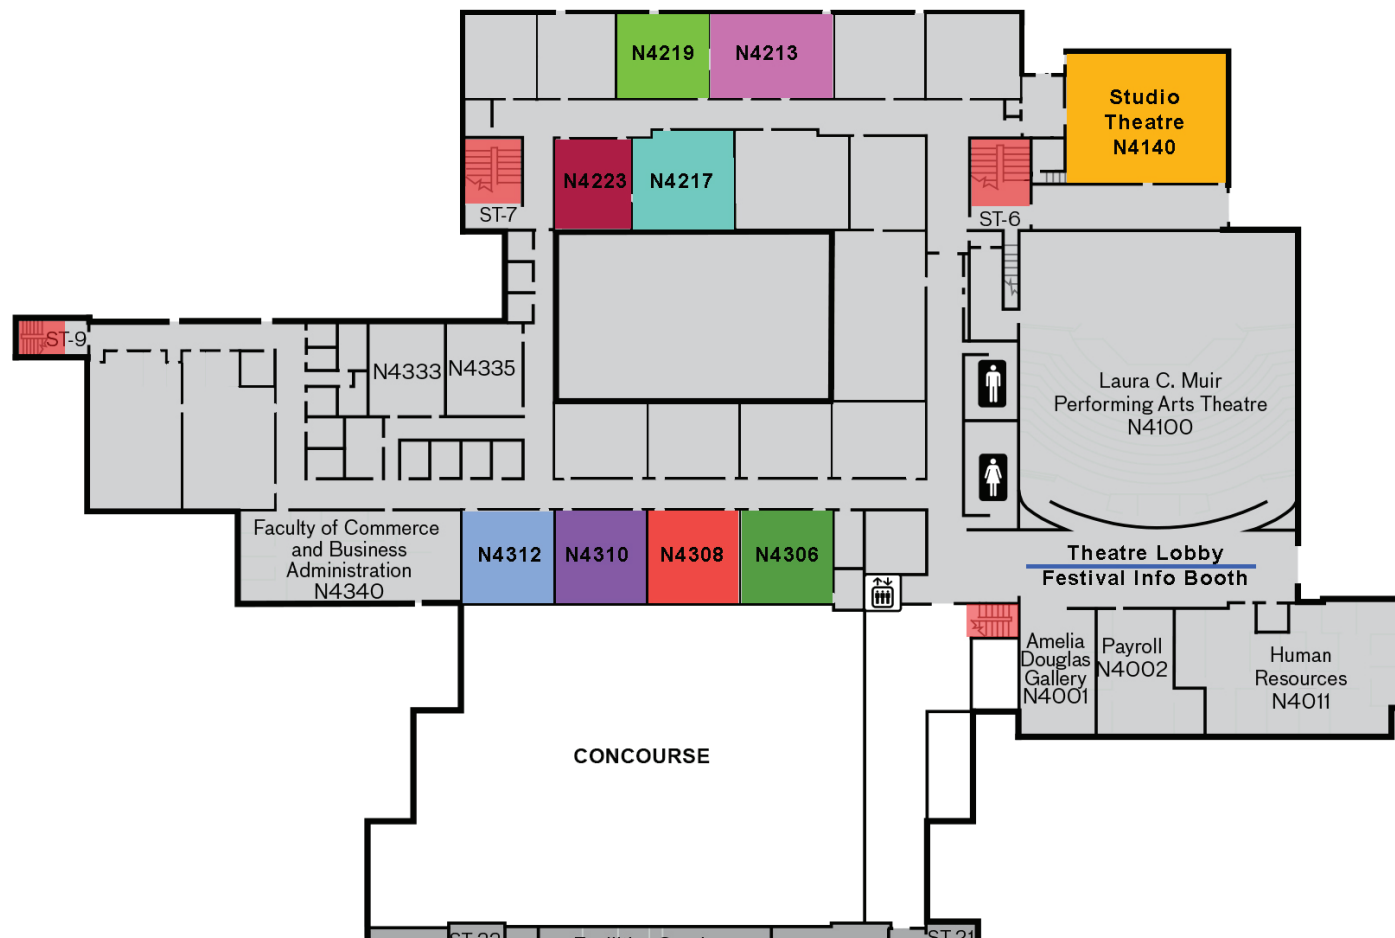 N4219
N4213
Studio
Theatre
N4140
N4223
N4217
ST-7
ST-6
ST-9
N4333
N4335
Laura C. Muir
Performing Arts Theatre
N4100
Faculty of Commerce
and Business
Administration
N4340
N4312
N4310
N4308
N4306
Theatre Lobby
Festival Info Booth
Amelia
Douglas
Gallery
N4001
Payroll
N4002
Human
Resources
N4011
CONCOURSE
ST-21